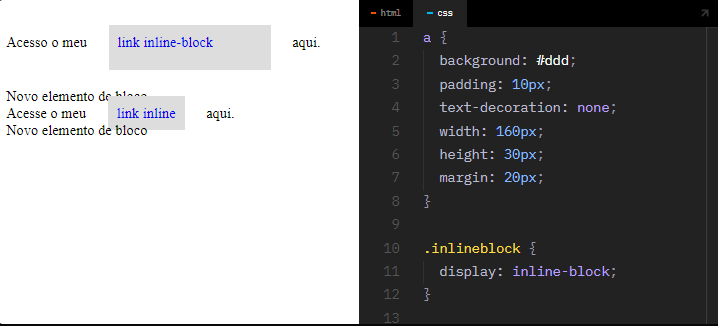 Acesso o meu link inline-block aqui.
Novo elemento de bloco
Acesse o meu link inline aqui.
Novo elemento de bloco
html css
1 a {
2 background: #ddd;
3 padding: 10px;
4 text-decoration: none;
5 width: 160px;
6 height: 30px;
7 margin: 20px;
8 }
9
10 .inlineblock {
11 display: inline-block;
12 }
13